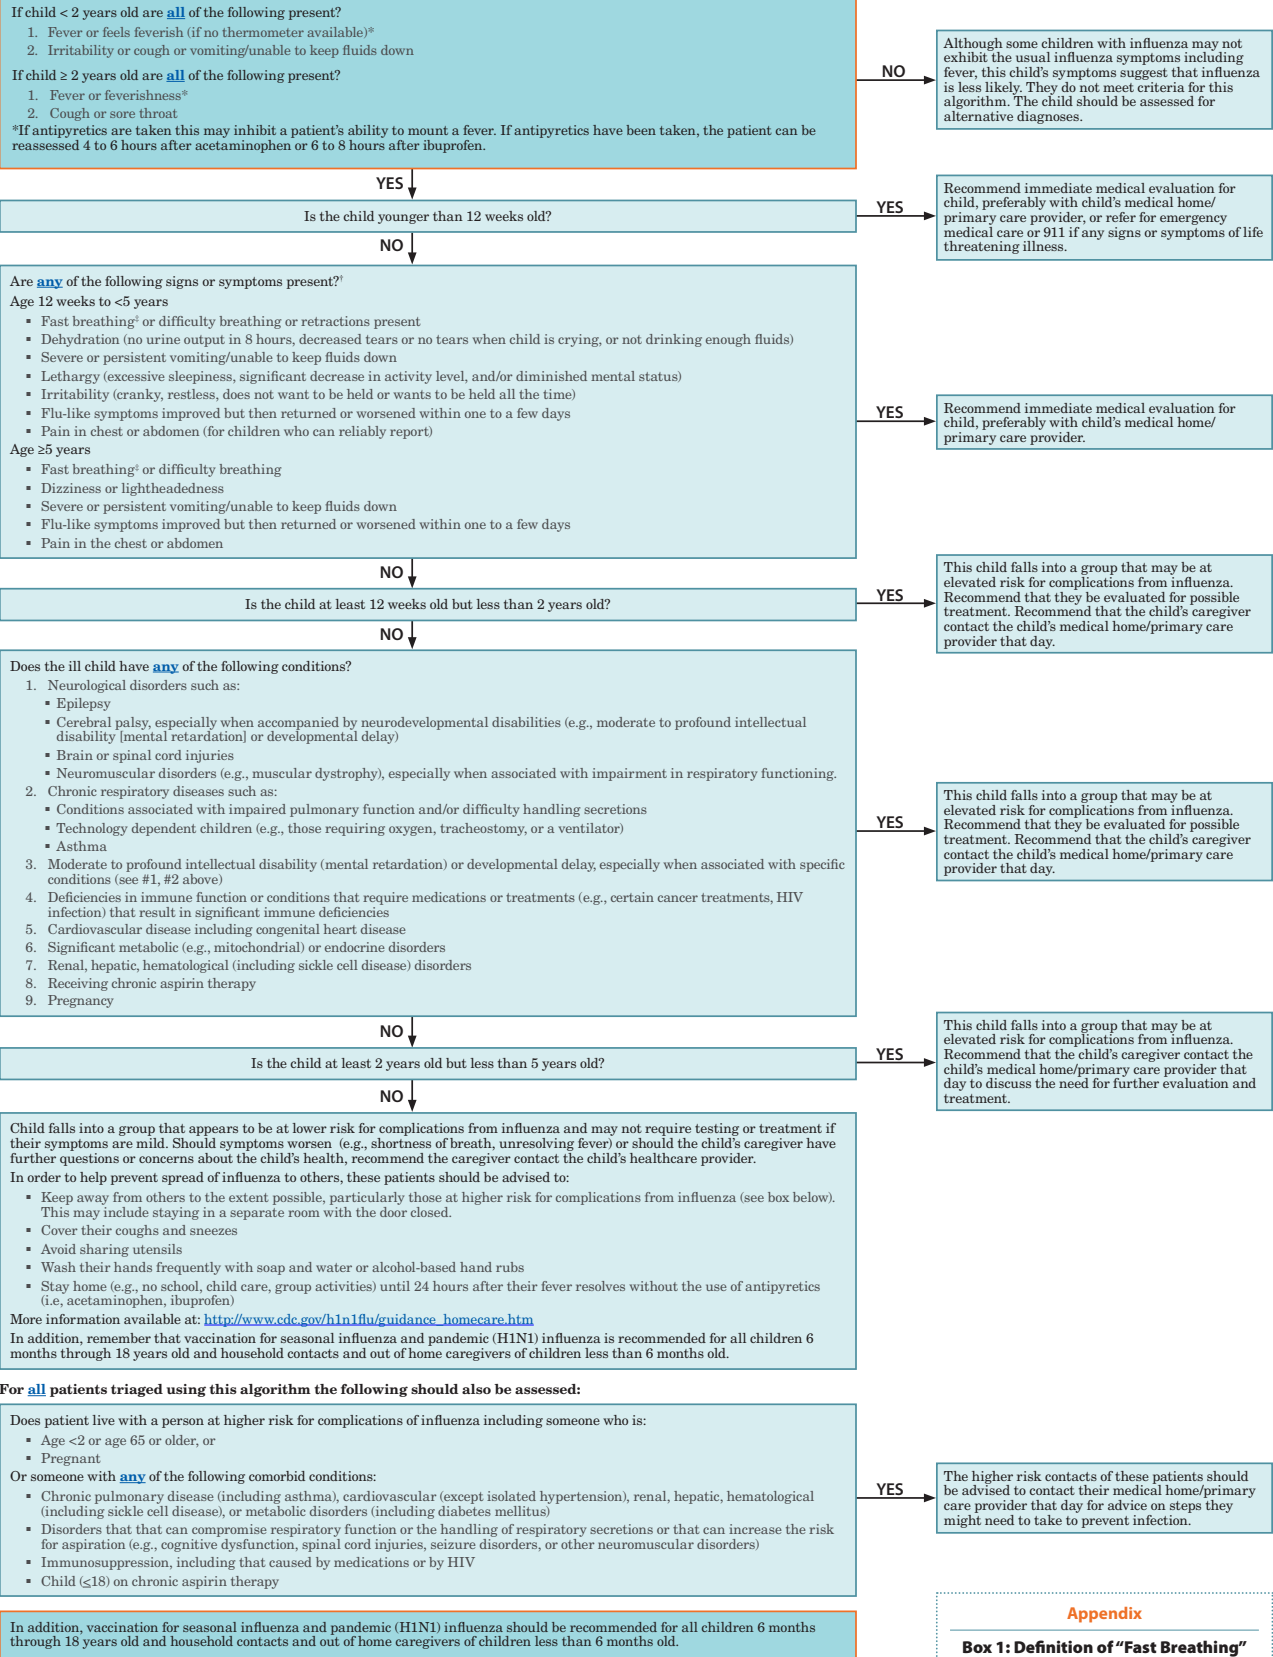 If child < 2 years old are all of the following present?
1. Fever or feels feverish (if no thermometer available)*
2. Irritability or cough or vomiting/unable to keep fluids down
If child ≥ 2 years old are all of the following present?
1. Fever or feverishness*
2. Cough or sore throat
*If antipyretics are taken this may inhibit a patient's ability to mount a fever. If antipyretics have been taken, the patient can be
reassessed 4 to 6 hours after acetaminophen or 6 to 8 hours after ibuprofen.
NO
Although some children with influenza may not
exhibit the usual influenza symptoms including
fever, this child's symptoms suggest that influenza
is less likely. They do not meet criteria for this
algorithm. The child should be assessed for
alternative diagnoses.
YES
Is the child younger than 12 weeks old?
YES
Recommend immediate medical evaluation for
child, preferably with child's medical home/
primary care provider, or refer for emergency
medical care or 911 if any signs or symptoms of life
threatening illness.
NO
Are any of the following signs or symptoms present?†
Age 12 weeks to <5 years
▪ Fast breathing‡ or difficulty breathing or retractions present
▪ Dehydration (no urine output in 8 hours, decreased tears or no tears when child is crying, or not drinking enough fluids)
▪ Severe or persistent vomiting/unable to keep fluids down
▪ Lethargy (excessive sleepiness, significant decrease in activity level, and/or diminished mental status)
▪ Irritability (cranky, restless, does not want to be held or wants to be held all the time)
▪ Flu-like symptoms improved but then returned or worsened within one to a few days
▪ Pain in chest or abdomen (for children who can reliably report)
Age ≥5 years
▪ Fast breathing‡ or difficulty breathing
▪ Dizziness or lightheadedness
▪ Severe or persistent vomiting/unable to keep fluids down
▪ Flu-like symptoms improved but then returned or worsened within one to a few days
▪ Pain in the chest or abdomen
YES
Recommend immediate medical evaluation for
child, preferably with child's medical home/
primary care provider.
NO
Is the child at least 12 weeks old but less than 2 years old?
YES
This child falls into a group that may be at
elevated risk for complications from influenza.
Recommend that they be evaluated for possible
treatment. Recommend that the child's caregiver
contact the child's medical home/primary care
provider that day.
NO
Does the ill child have any of the following conditions?
1. Neurological disorders such as:
▪ Epilepsy
▪ Cerebral palsy, especially when accompanied by neurodevelopmental disabilities (e.g., moderate to profound intellectual
disability [mental retardation] or developmental delay)
▪ Brain or spinal cord injuries
▪ Neuromuscular disorders (e.g., muscular dystrophy), especially when associated with impairment in respiratory functioning.
2. Chronic respiratory diseases such as:
▪ Conditions associated with impaired pulmonary function and/or difficulty handling secretions
▪ Technology dependent children (e.g., those requiring oxygen, tracheostomy, or a ventilator)
▪ Asthma
3. Moderate to profound intellectual disability (mental retardation) or developmental delay, especially when associated with specific
conditions (see #1, #2 above)
4. Deficiencies in immune function or conditions that require medications or treatments (e.g., certain cancer treatments, HIV
infection) that result in significant immune deficiencies
5. Cardiovascular disease including congenital heart disease
6. Significant metabolic (e.g., mitochondrial) or endocrine disorders
7. Renal, hepatic, hematological (including sickle cell disease) disorders
8. Receiving chronic aspirin therapy
9. Pregnancy
YES
This child falls into a group that may be at
elevated risk for complications from influenza.
Recommend that they be evaluated for possible
treatment. Recommend that the child's caregiver
contact the child's medical home/primary care
provider that day.
NO
Is the child at least 2 years old but less than 5 years old?
YES
This child falls into a group that may be at
elevated risk for complications from influenza.
Recommend that the child's caregiver contact the
child's medical home/primary care provider that
day to discuss the need for further evaluation and
treatment.
NO
Child falls into a group that appears to be at lower risk for complications from influenza and may not require testing or treatment if
their symptoms are mild. Should symptoms worsen (e.g., shortness of breath, unresolving fever) or should the child's caregiver have
further questions or concerns about the child's health, recommend the caregiver contact the child's healthcare provider.
In order to help prevent spread of influenza to others, these patients should be advised to:
▪ Keep away from others to the extent possible, particularly those at higher risk for complications from influenza (see box below).
This may include staying in a separate room with the door closed.
▪ Cover their coughs and sneezes
▪ Avoid sharing utensils
▪ Wash their hands frequently with soap and water or alcohol-based hand rubs
▪ Stay home (e.g., no school, child care, group activities) until 24 hours after their fever resolves without the use of antipyretics
(i.e, acetaminophen, ibuprofen)
More information available at: http://www.cdc.gov/h1n1flu/guidance_homecare.htm
In addition, remember that vaccination for seasonal influenza and pandemic (H1N1) influenza is recommended for all children 6
months through 18 years old and household contacts and out of home caregivers of children less than 6 months old.
For all patients triaged using this algorithm the following should also be assessed:
Does patient live with a person at higher risk for complications of influenza including someone who is:
▪ Age <2 or age 65 or older, or
▪ Pregnant
Or someone with any of the following comorbid conditions:
▪ Chronic pulmonary disease (including asthma), cardiovascular (except isolated hypertension), renal, hepatic, hematological
(including sickle cell disease), or metabolic disorders (including diabetes mellitus)
▪ Disorders that that can compromise respiratory function or the handling of respiratory secretions or that can increase the risk
for aspiration (e.g., cognitive dysfunction, spinal cord injuries, seizure disorders, or other neuromuscular disorders)
▪ Immunosuppression, including that caused by medications or by HIV
▪ Child (≤18) on chronic aspirin therapy
YES
The higher risk contacts of these patients should
be advised to contact their medical home/primary
care provider that day for advice on steps they
might need to take to prevent infection.
In addition, vaccination for seasonal influenza and pandemic (H1N1) influenza should be recommended for all children 6 months
through 18 years old and household contacts and out of home caregivers of children less than 6 months old.
Appendix
Box 1: Definition of "Fast Breathing"